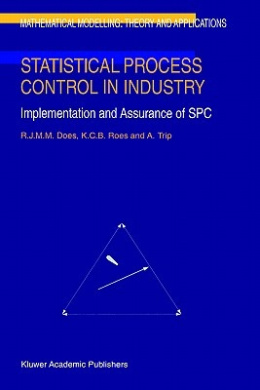 MATHEMATICAL MODELLING: THEORY AND APPLICATIONS
STATISTICAL PROCESS
CONTROL IN INDUSTRY
Implementation and Assurance of SPC
R.J.M.M. Does, K.C.B. Roes and A. Trip
Kluwer Academic Publishers